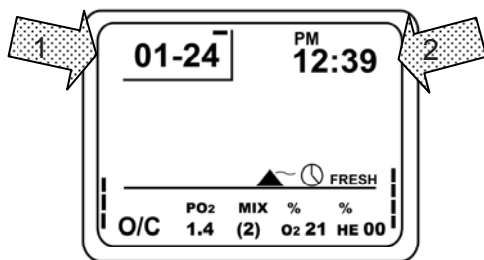 1
01-24
PM
12:39
2
FRESH
PO2 MIX % %
O/C 1.4 (2) O2 21 HE 00